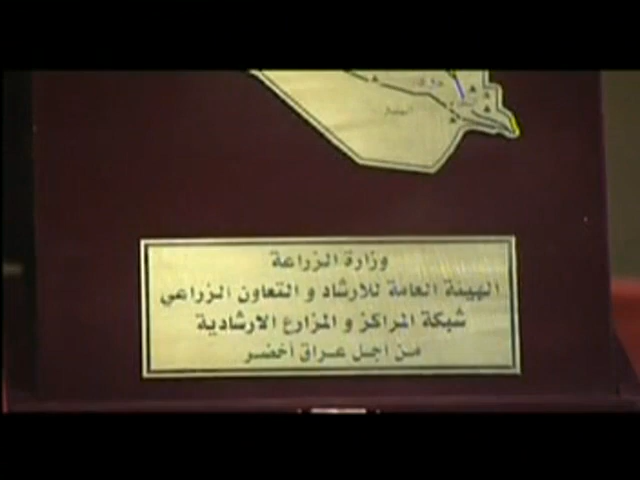 وزارة الزراعة
الهيئة العامة للارشاد و التعاون الزراعي
شبكة المراكز و المزارع الارشادية
من اجل عراق أخضر